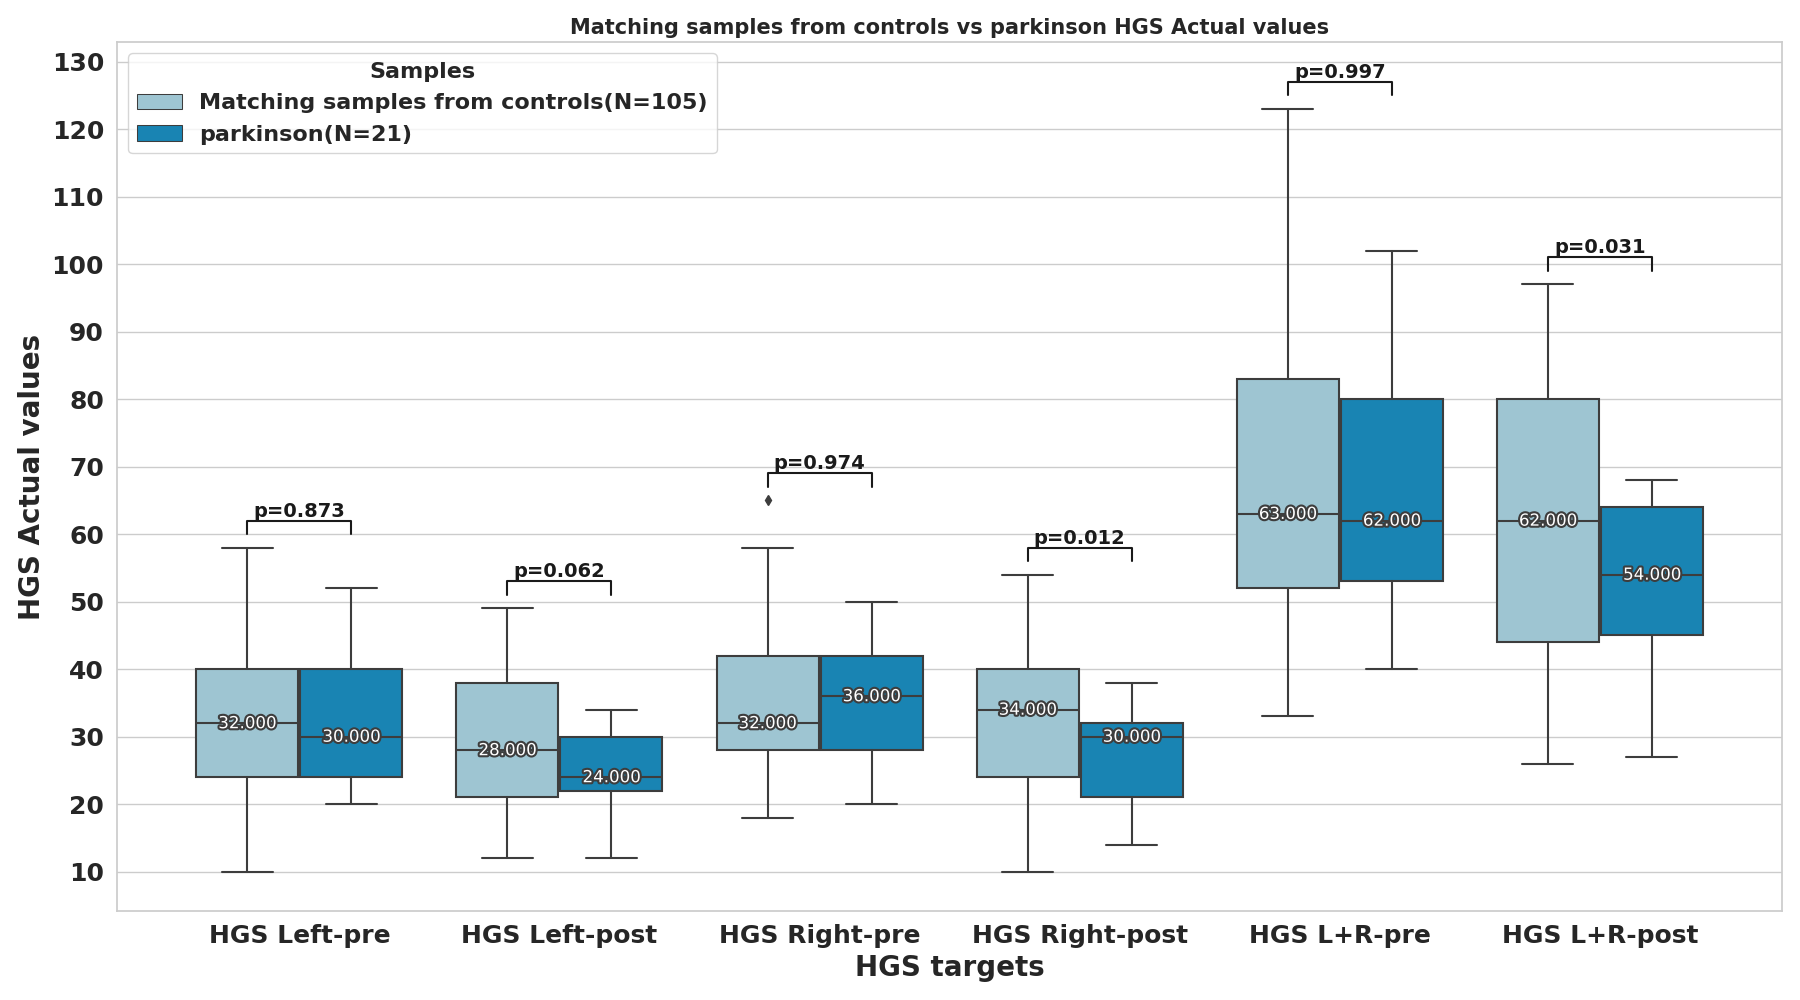 Matching samples from controls vs parkinson HGS Actual values
Samples
Matching samples from controls(N=105)
parkinson(N=21)
HGS Actual values
130
120
110
100
90
80
70
60
50
40
30
20
10
p=0.873
p=0.062
p=0.974
p=0.012
p=0.997
p=0.031
32.000
30.000
28.000
24.000
32.000
36.000
34.000
30.000
63.000
62.000
62.000
54.000
HGS Left-pre
HGS Left-post
HGS Right-pre
HGS Right-post
HGS L+R-pre
HGS L+R-post
HGS targets